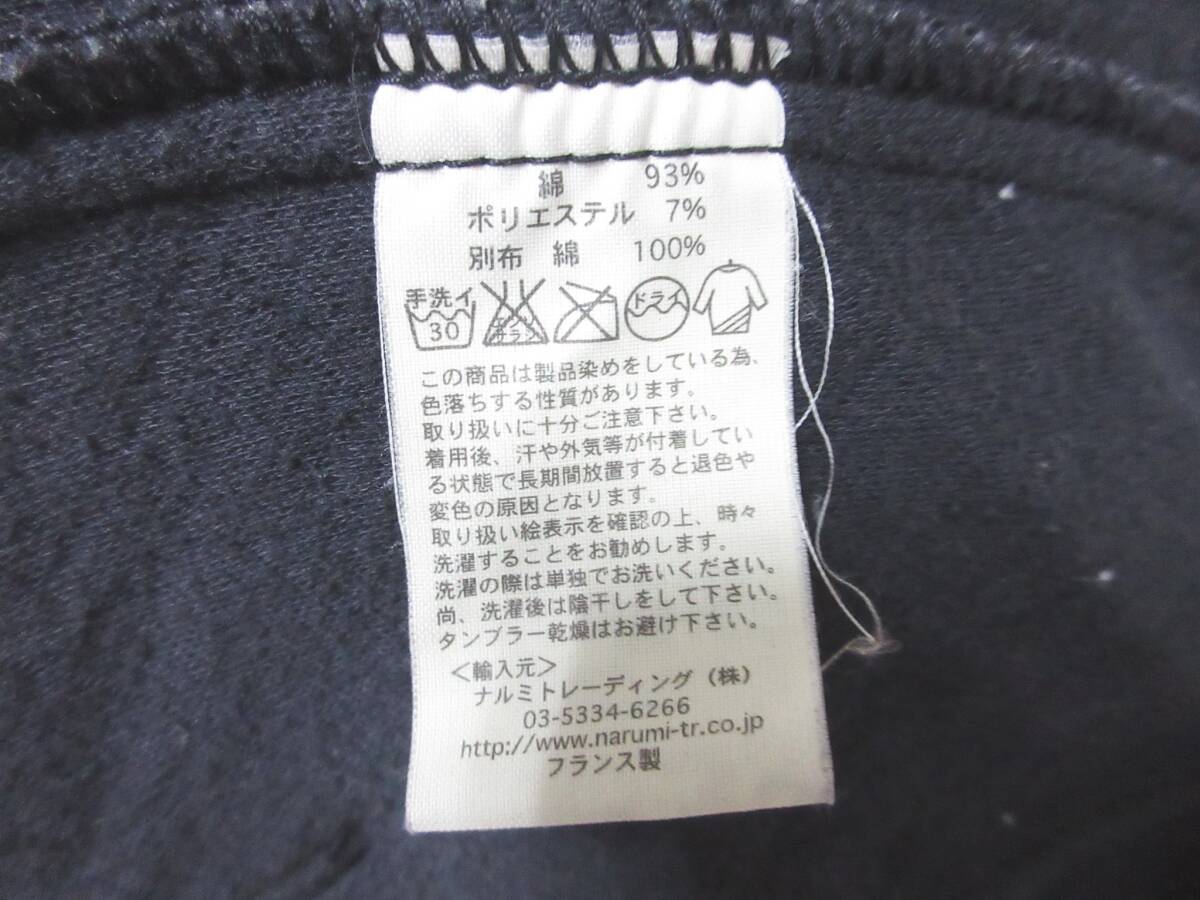 綿 93%
ポリエステル 7%
別布 綿 100%
手洗イ 30 エンソサラシ ドライ
この商品は製品染めをしている為、
色落ちする性質があります。
取り扱いに十分ご注意下さい。
着用後、汗や外気等が付着してい
る状態で長期間放置すると退色や
変色の原因となります。
取り扱い絵表示を確認の上、時々
洗濯することをお勧めします。
洗濯の際は単独でお洗いください。
尚、洗濯後は陰干しをして下さい。
タンブラー乾燥はお避け下さい。
＜輸入元＞
ナルミトレーディング（株）
03-5334-6266
http://www.narumi-tr.co.jp
フランス製